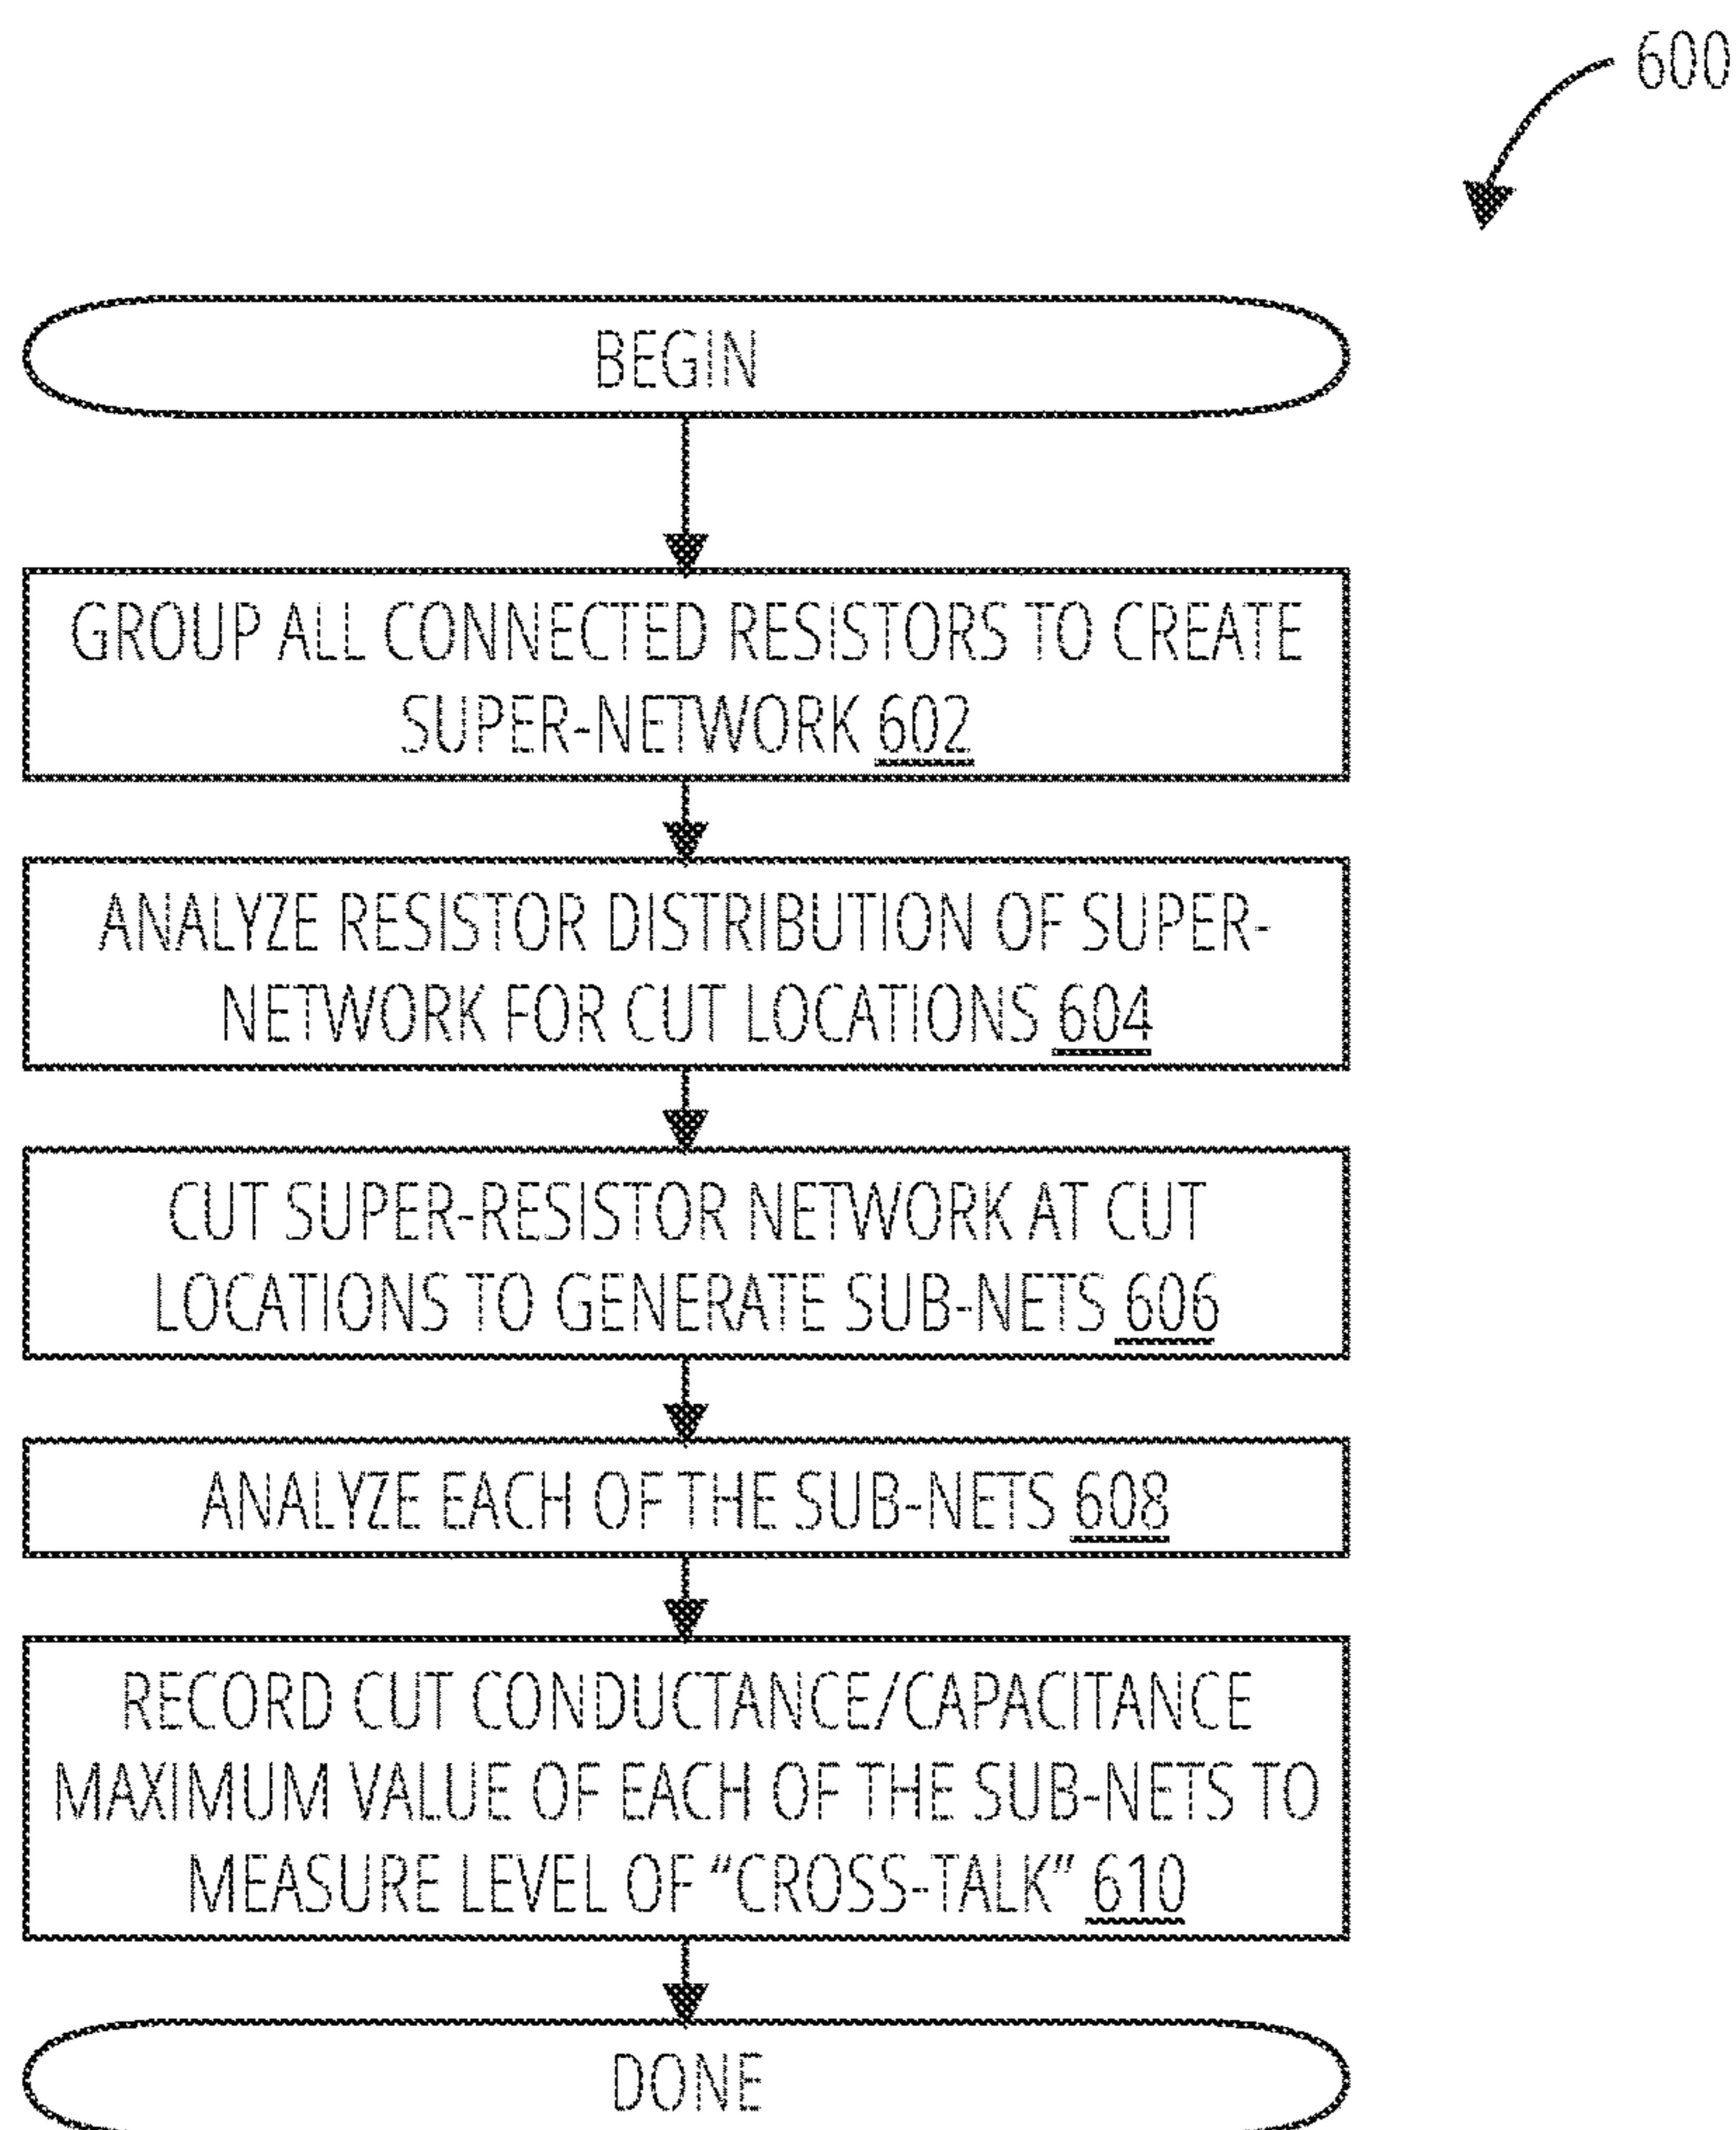 600
BEGIN
GROUP ALL CONNECTED RESISTORS TO CREATE
SUPER-NETWORK 602
ANALYZE RESISTOR DISTRIBUTION OF SUPER-
NETWORK FOR CUT LOCATIONS 604
CUT SUPER-RESISTOR NETWORK AT CUT
LOCATIONS TO GENERATE SUB-NETS 606
ANALYZE EACH OF THE SUB-NETS 608
RECORD CUT CONDUCTANCE/CAPACITANCE
MAXIMUM VALUE OF EACH OF THE SUB-NETS TO
MEASURE LEVEL OF “CROSS-TALK” 610
DONE